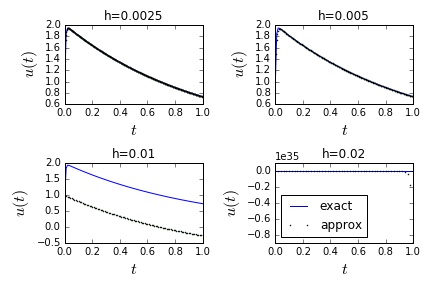 h=0.0025
h=0.005
2.0
1.8
1.6
1.4
1.2
1.0
0.8
0.6
u(t)
0.0 0.2 0.4 0.6 0.8 1.0
t
2.0
1.8
1.6
1.4
1.2
1.0
0.8
0.6
u(t)
0.0 0.2 0.4 0.6 0.8 1.0
t
h=0.01
2.0
1.5
1.0
0.5
0.0
-0.5
u(t)
0.0 0.2 0.4 0.6 0.8 1.0
t
h=0.02
1e35
0.0
-0.2
-0.4
-0.6
-0.8
u(t)
exact
approx
0.0 0.2 0.4 0.6 0.8 1.0
t